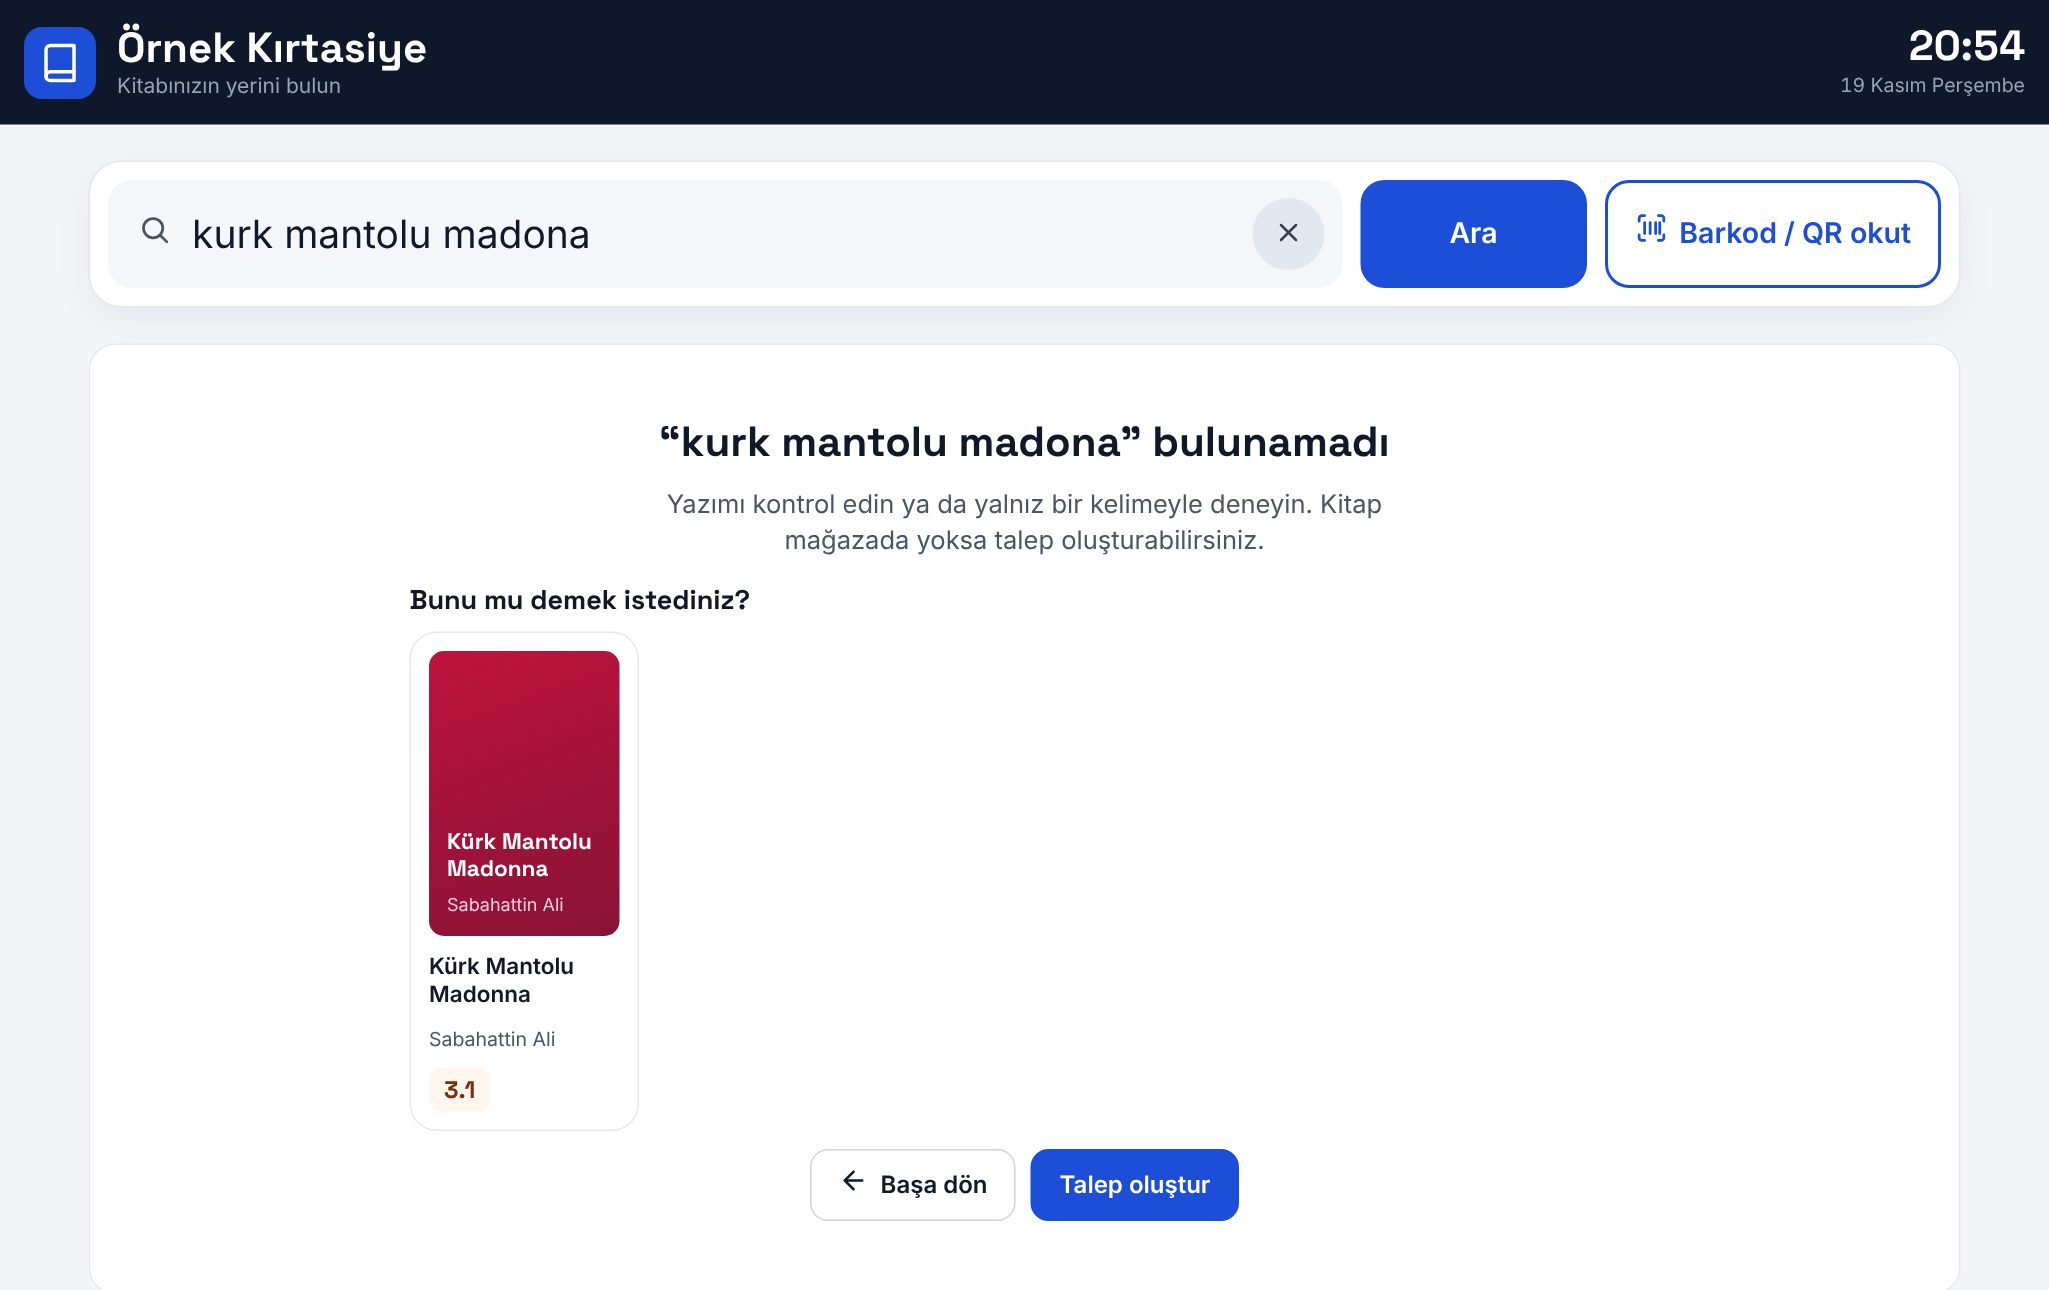 Örnek Kırtasiye
Kitabınızın yerini bulun
20:54
19 Kasım Perşembe
kurk mantolu madona
Ara
Barkod / QR okut
“kurk mantolu madona” bulunamadı
Yazımı kontrol edin ya da yalnız bir kelimeyle deneyin. Kitap
mağazada yoksa talep oluşturabilirsiniz.
Bunu mu demek istediniz?
Kürk Mantolu
Madonna
Sabahattin Ali
Kürk Mantolu
Madonna
Sabahattin Ali
3.1
Başa dön
Talep oluştur